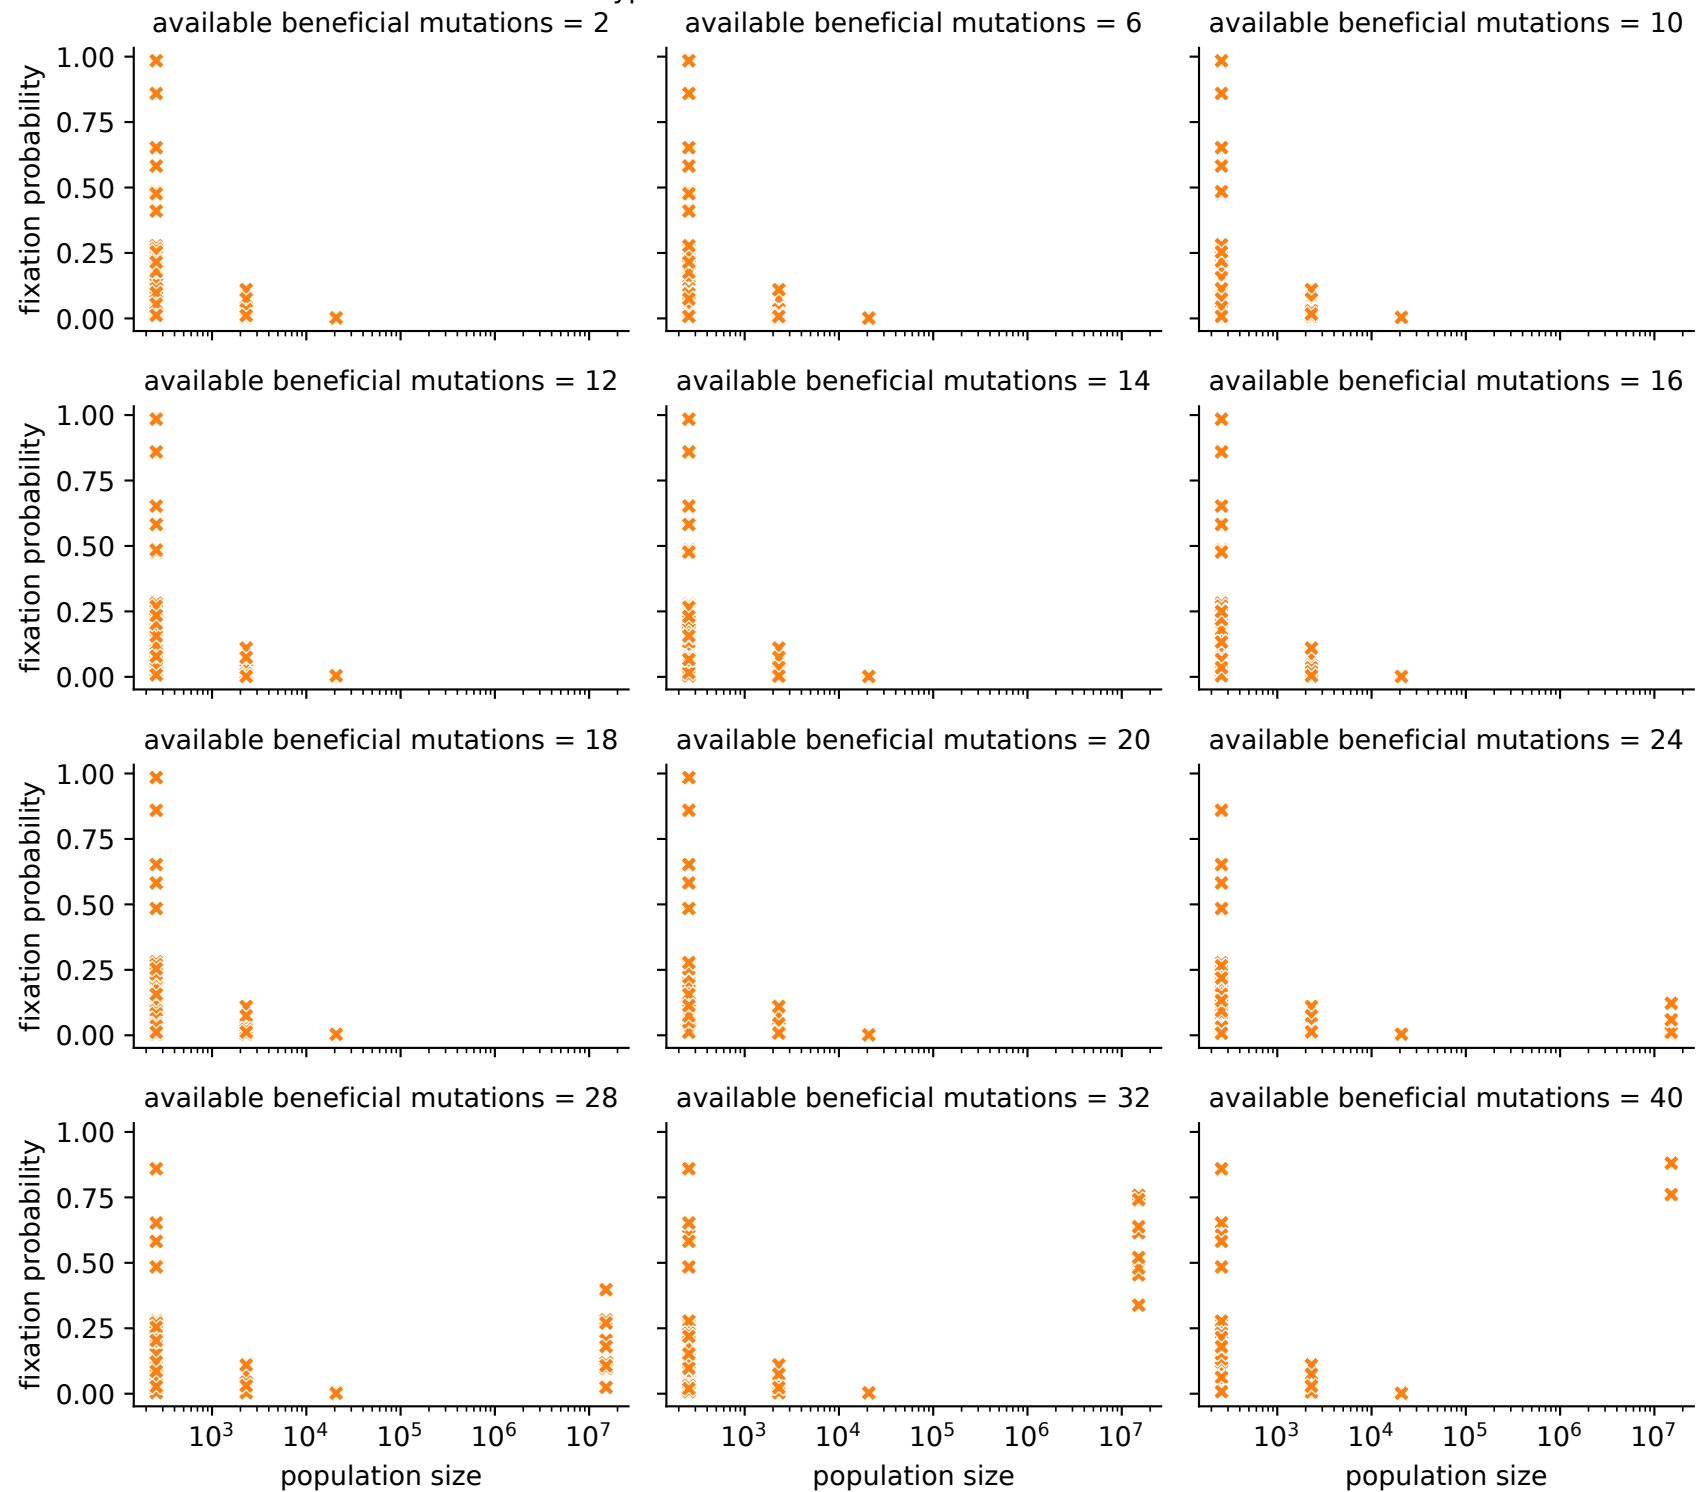 available beneficial mutations = 2
available beneficial mutations = 6
available beneficial mutations = 10
fixation probability
1.00
0.75
0.50
0.25
0.00
available beneficial mutations = 12
available beneficial mutations = 14
available beneficial mutations = 16
fixation probability
1.00
0.75
0.50
0.25
0.00
available beneficial mutations = 18
available beneficial mutations = 20
available beneficial mutations = 24
fixation probability
1.00
0.75
0.50
0.25
0.00
available beneficial mutations = 28
available beneficial mutations = 32
available beneficial mutations = 40
fixation probability
1.00
0.75
0.50
0.25
0.00
10³ 10⁴ 10⁵ 10⁶ 10⁷
10³ 10⁴ 10⁵ 10⁶ 10⁷
10³ 10⁴ 10⁵ 10⁶ 10⁷
population size
population size
population size